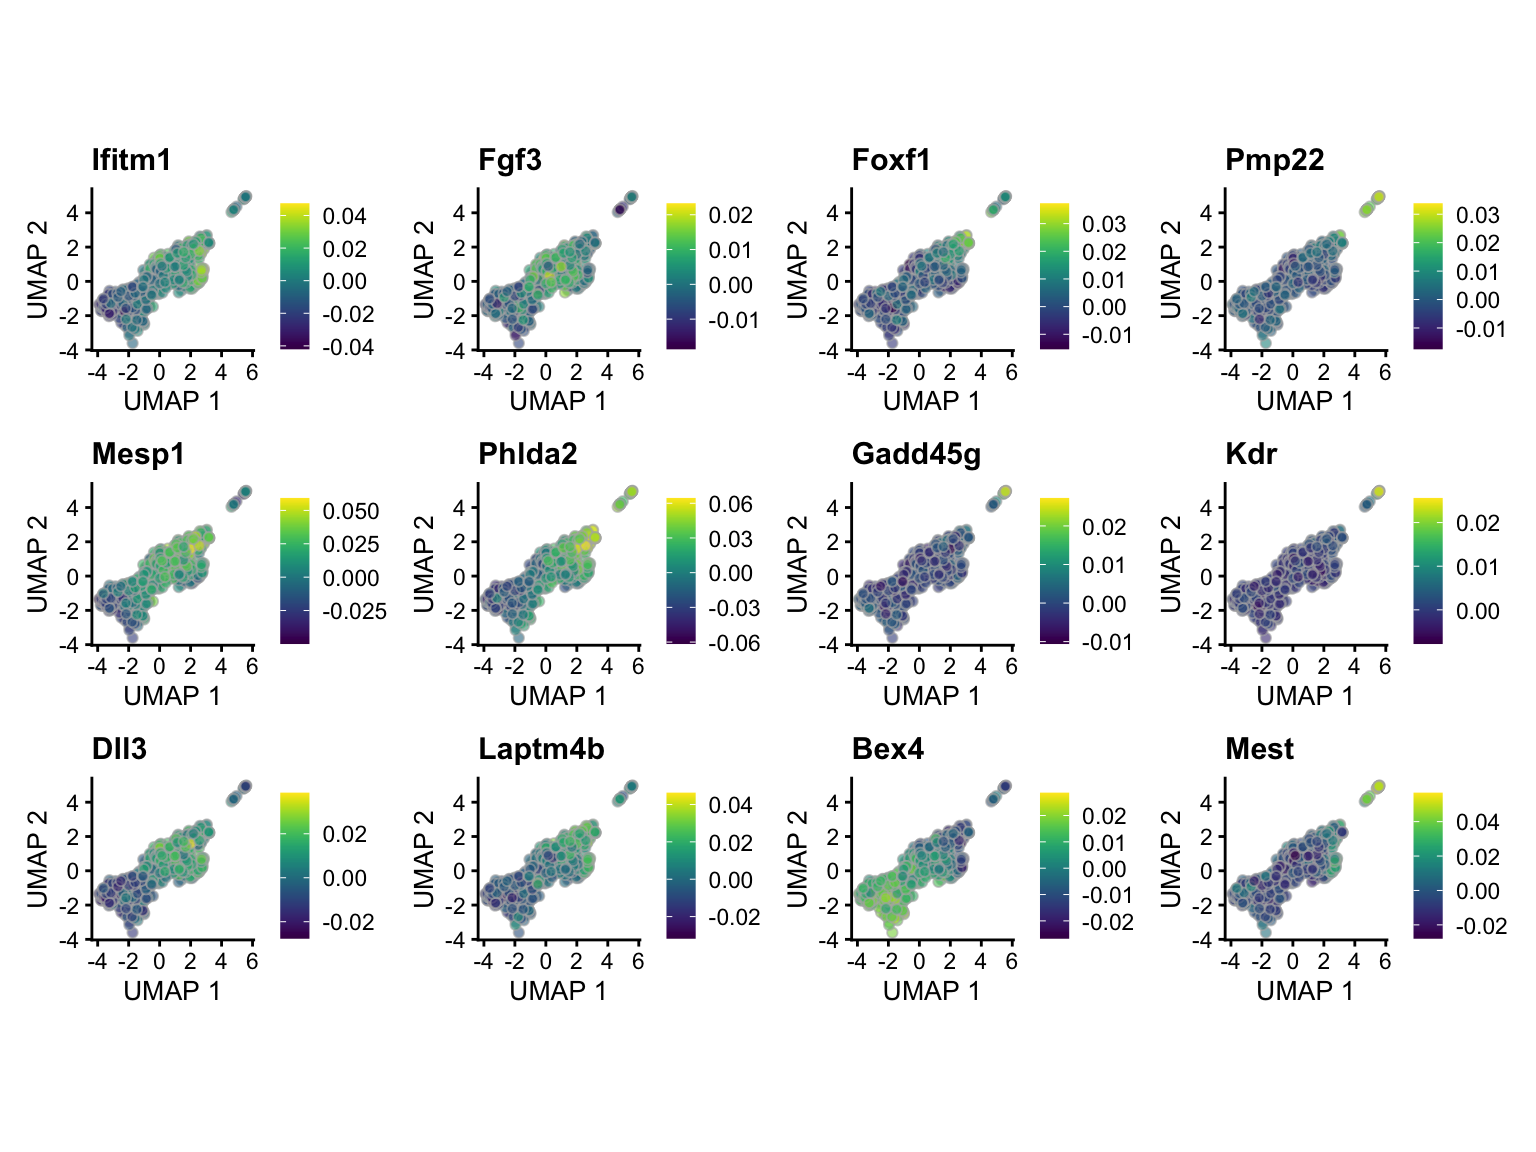 Ifitm1 Fgf3 Foxf1 Pmp22
UMAP 2 4 2 0 -2 -4 0.04 0.02 0.00 -0.02 -0.04
UMAP 2 4 2 0 -2 -4 0.02 0.01 0.00 -0.01
UMAP 2 4 2 0 -2 -4 0.03 0.02 0.01 0.00 -0.01
UMAP 2 4 2 0 -2 -4 0.03 0.02 0.01 0.00 -0.01
-4 -2 0 2 4 6 -4 -2 0 2 4 6 -4 -2 0 2 4 6 -4 -2 0 2 4 6
UMAP 1 UMAP 1 UMAP 1 UMAP 1
Mesp1 Phlda2 Gadd45g Kdr
UMAP 2 4 2 0 -2 -4 0.050 0.025 0.000 -0.025
UMAP 2 4 2 0 -2 -4 0.06 0.03 0.00 -0.03 -0.06
UMAP 2 4 2 0 -2 -4 0.02 0.01 0.00 -0.01
UMAP 2 4 2 0 -2 -4 0.02 0.01 0.00
-4 -2 0 2 4 6 -4 -2 0 2 4 6 -4 -2 0 2 4 6 -4 -2 0 2 4 6
UMAP 1 UMAP 1 UMAP 1 UMAP 1
Dll3 Laptm4b Bex4 Mest
UMAP 2 4 2 0 -2 -4 0.02 0.00 -0.02
UMAP 2 4 2 0 -2 -4 0.04 0.02 0.00 -0.02
UMAP 2 4 2 0 -2 -4 0.02 0.01 0.00 -0.01 -0.02
UMAP 2 4 2 0 -2 -4 0.04 0.02 0.00 -0.02
-4 -2 0 2 4 6 -4 -2 0 2 4 6 -4 -2 0 2 4 6 -4 -2 0 2 4 6
UMAP 1 UMAP 1 UMAP 1 UMAP 1